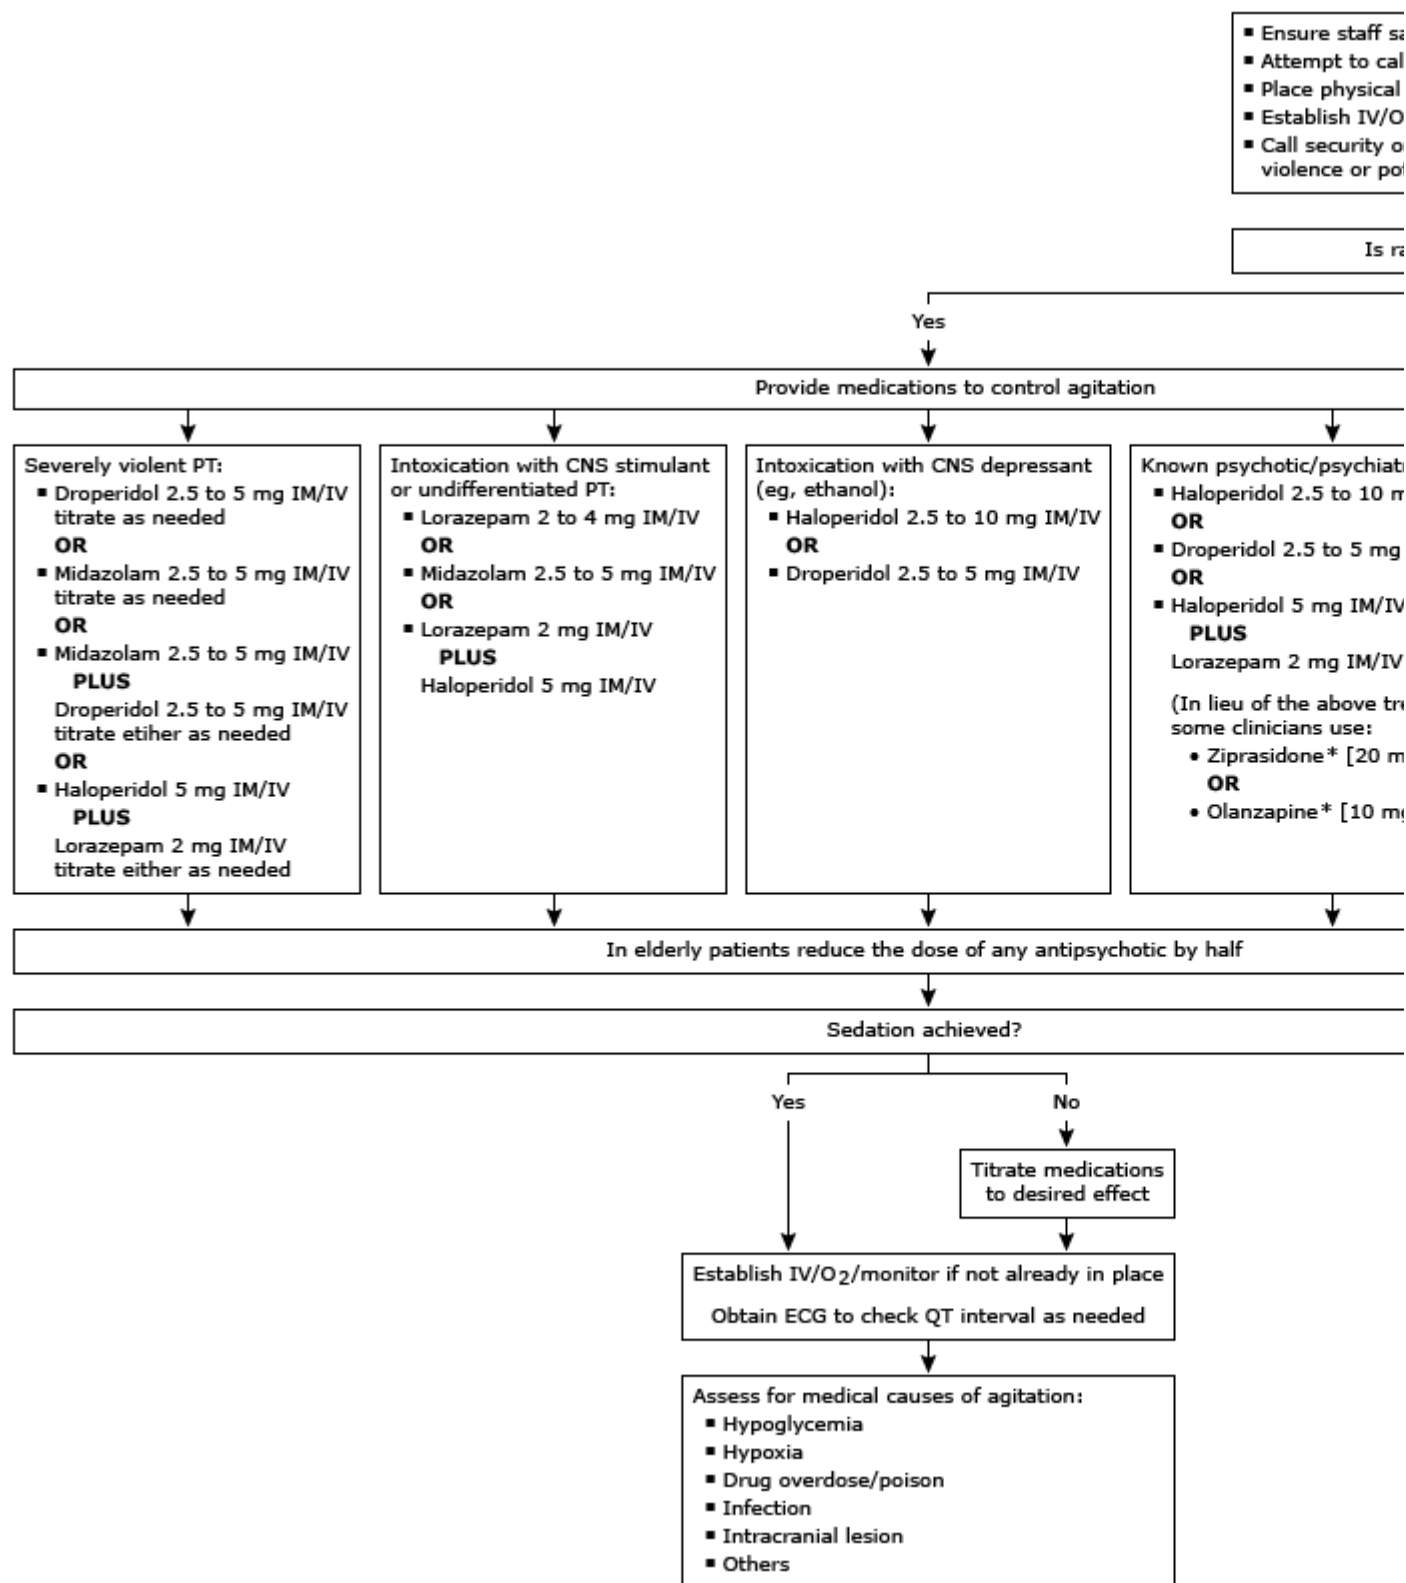 ▪ Ensure staff
▪ Attempt to
▪ Place physical
▪ Establish IV/O
▪ Call security
violence or
Is
Yes
Provide medications to control agitation
Severely violent PT:
▪ Droperidol 2.5 to 5 mg IM/IV
titrate as needed
OR
▪ Midazolam 2.5 to 5 mg IM/IV
titrate as needed
OR
▪ Midazolam 2.5 to 5 mg IM/IV
PLUS
Droperidol 2.5 to 5 mg IM/IV
titrate etiher as needed
OR
▪ Haloperidol 5 mg IM/IV
PLUS
Lorazepam 2 mg IM/IV
titrate either as needed
Intoxication with CNS stimulant
or undifferentiated PT:
▪ Lorazepam 2 to 4 mg IM/IV
OR
▪ Midazolam 2.5 to 5 mg IM/IV
OR
▪ Lorazepam 2 mg IM/IV
PLUS
Haloperidol 5 mg IM/IV
Intoxication with CNS depressant
(eg, ethanol):
▪ Haloperidol 2.5 to 10 mg IM/IV
OR
▪ Droperidol 2.5 to 5 mg IM/IV
Known psychotic/psychiatr
▪ Haloperidol 2.5 to 10
OR
▪ Droperidol 2.5 to 5 mg
OR
▪ Haloperidol 5 mg IM/IV
PLUS
Lorazepam 2 mg IM/IV
(In lieu of the above
some clinicians use:
• Ziprasidone* [20
OR
• Olanzapine* [10 mg
In elderly patients reduce the dose of any antipsychotic by half
Sedation achieved?
Yes
No
Titrate medications
to desired effect
Establish IV/O2/monitor if not already in place
Obtain ECG to check QT interval as needed
Assess for medical causes of agitation:
▪ Hypoglycemia
▪ Hypoxia
▪ Drug overdose/poison
▪ Infection
▪ Intracranial lesion
▪ Others